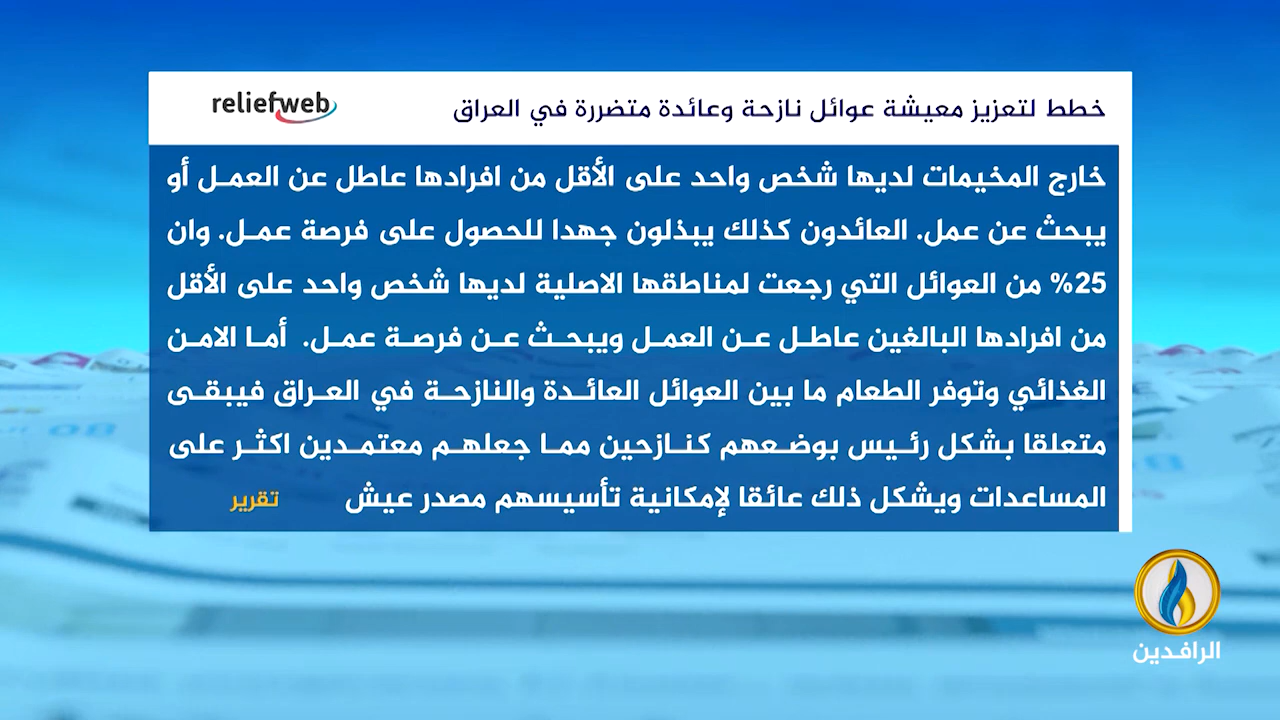 خطط لتعزيز معيشة عوائل نازحة وعائدة متضررة في العراق
reliefweb
خارج المخيمات لديها شخص واحد على الأقل من افرادها عاطل عن العمل أو
يبحث عن عمل. العائدون كذلك يبذلون جهدا للحصول على فرصة عمل. وان
25% من العوائل التي رجعت لمناطقها الاصلية لديها شخص واحد على الأقل
من افرادها البالغين عاطل عن العمل ويبحث عن فرصة عمل. أما الامن
الغذائي وتوفر الطعام ما بين العوائل العائدة والنازحة في العراق فيبقى
متعلقا بشكل رئيس بوضعهم كنازحين مما جعلهم معتمدين اكثر على
المساعدات ويشكل ذلك عائقا لإمكانية تأسيسهم مصدر عيش
تقرير
الرافدين